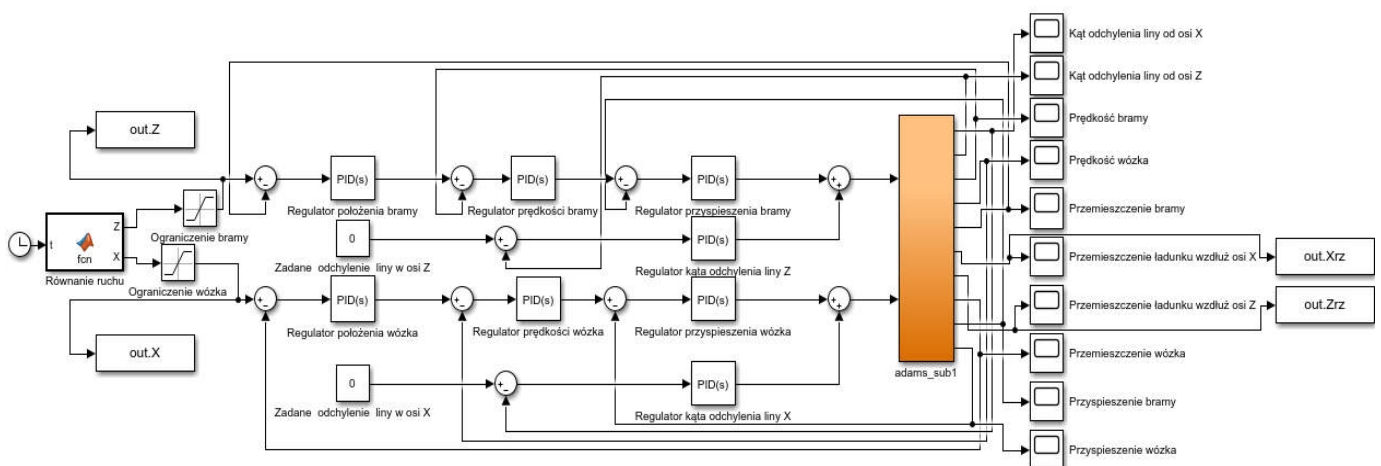 Kąt odchylenia liny od osi X
Kąt odchylenia liny od osi Z
out.Z
Prędkość bramy
Prędkość wózka
PID(s)
PID(s)
PID(s)
Regulator położenia bramy
Regulator prędkości bramy
Regulator przyspieszenia bramy
Przemieszczenie bramy
Z
t
fcn
X
Równanie ruchu
Ograniczenie bramy
0
PID(s)
Zadane odchylenie liny w osi Z
Regulator kąta odchylenia liny Z
Przemieszczenie ładunku wzdłuż osi X
out.Xrz
Ograniczenie wózka
PID(s)
PID(s)
PID(s)
Przemieszczenie ładunku wzdłuż osi Z
out.Zrz
Regulator położenia wózka
Regulator prędkości wózka
Regulator przyspieszenia wózka
out.X
Przemieszczenie wózka
adams_sub1
0
PID(s)
Zadane odchylenie liny w osi X
Regulator kąta odchylenia liny X
Przyspieszenie bramy
Przyspieszenie wózka